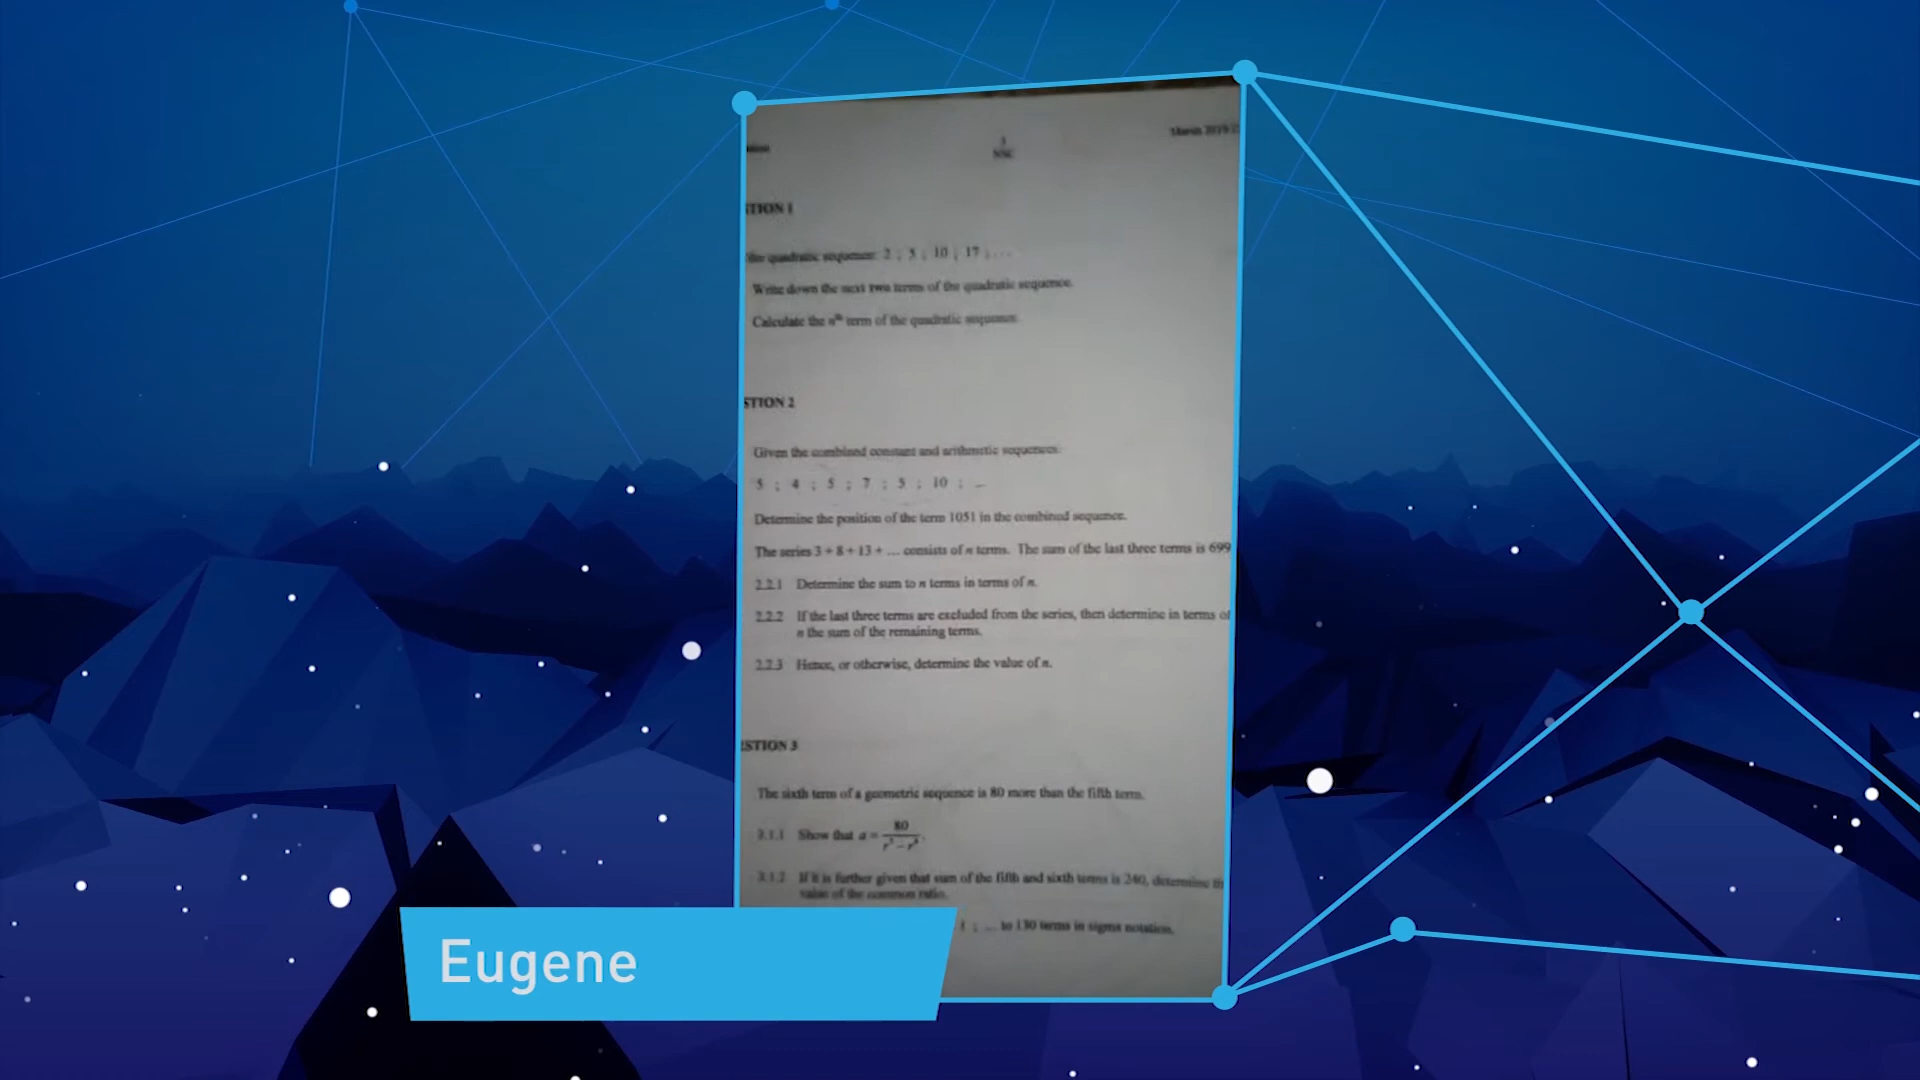 March 2019
3
NSC
STION 1
the quadratic sequence: 2 ; 5 ; 10 ; 17 ; ...
Write down the next two terms of the quadratic sequence.
Calculate the nth term of the quadratic sequence.
STION 2
Given the combined constant and arithmetic sequences:
5 ; 4 ; 5 ; 7 ; 5 ; 10 ; ...
Determine the position of the term 1051 in the combined sequence.
The series 3 + 8 + 13 + ... consists of n terms. The sum of the last three terms is 699
2.2.1 Determine the sum to n terms in terms of n.
2.2.2 If the last three terms are excluded from the series, then determine in terms of
n the sum of the remaining terms.
2.2.3 Hence, or otherwise, determine the value of n.
ESTION 3
The sixth term of a geometric sequence is 80 more than the fifth term.
3.1.1 Show that a = 80 / (r⁵ − r⁴).
3.1.2 If it is further given that sum of the fifth and sixth terms is 240, determine th
value of the common ratio.
; ... to 130 terms in sigma notation.
Eugene